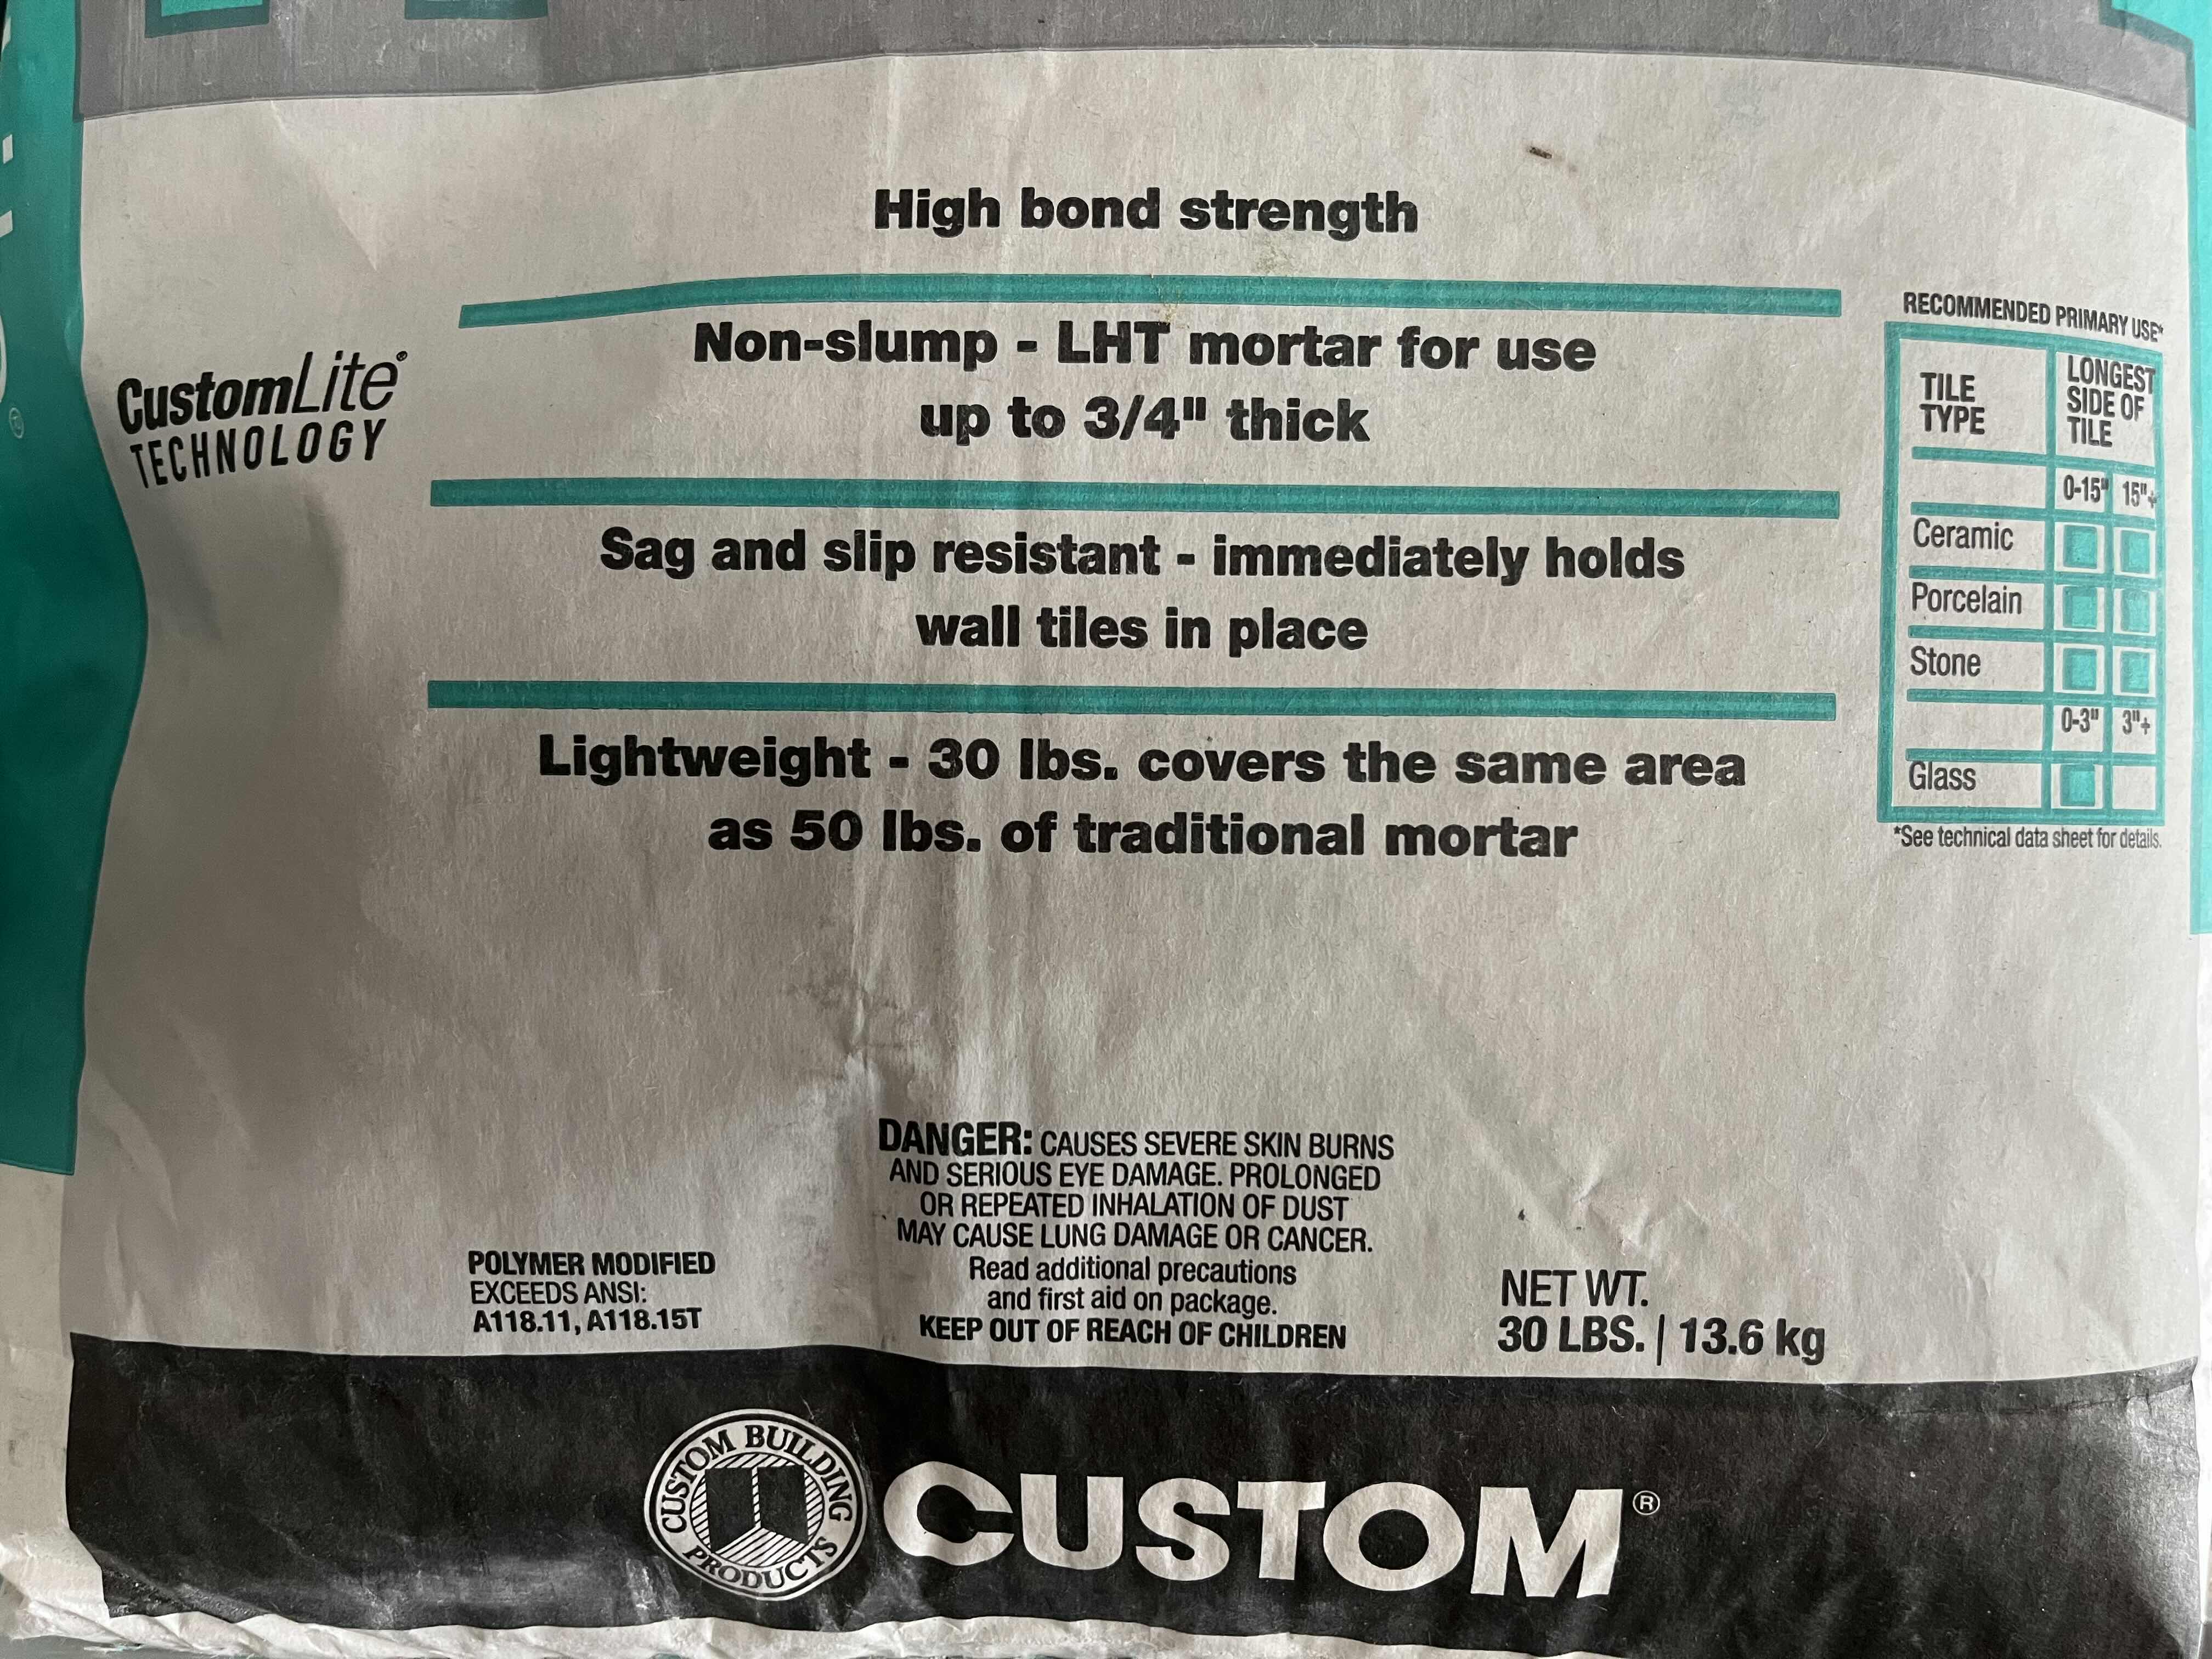 High bond strength
Non-slump - LHT mortar for use
up to 3/4" thick
CustomLite®
TECHNOLOGY
Sag and slip resistant - immediately holds
wall tiles in place
Lightweight - 30 lbs. covers the same area
as 50 lbs. of traditional mortar
RECOMMENDED PRIMARY USE*
TILE TYPE
LONGEST SIDE OF TILE
0-15" 15"+
Ceramic
Porcelain
Stone
0-3" 3"+
Glass
*See technical data sheet for details.
DANGER: CAUSES SEVERE SKIN BURNS
AND SERIOUS EYE DAMAGE. PROLONGED
OR REPEATED INHALATION OF DUST
MAY CAUSE LUNG DAMAGE OR CANCER.
Read additional precautions
and first aid on package.
KEEP OUT OF REACH OF CHILDREN
POLYMER MODIFIED
EXCEEDS ANSI:
A118.11, A118.15T
NET WT.
30 LBS. | 13.6 kg
CUSTOM BUILDING PRODUCTS
CUSTOM®